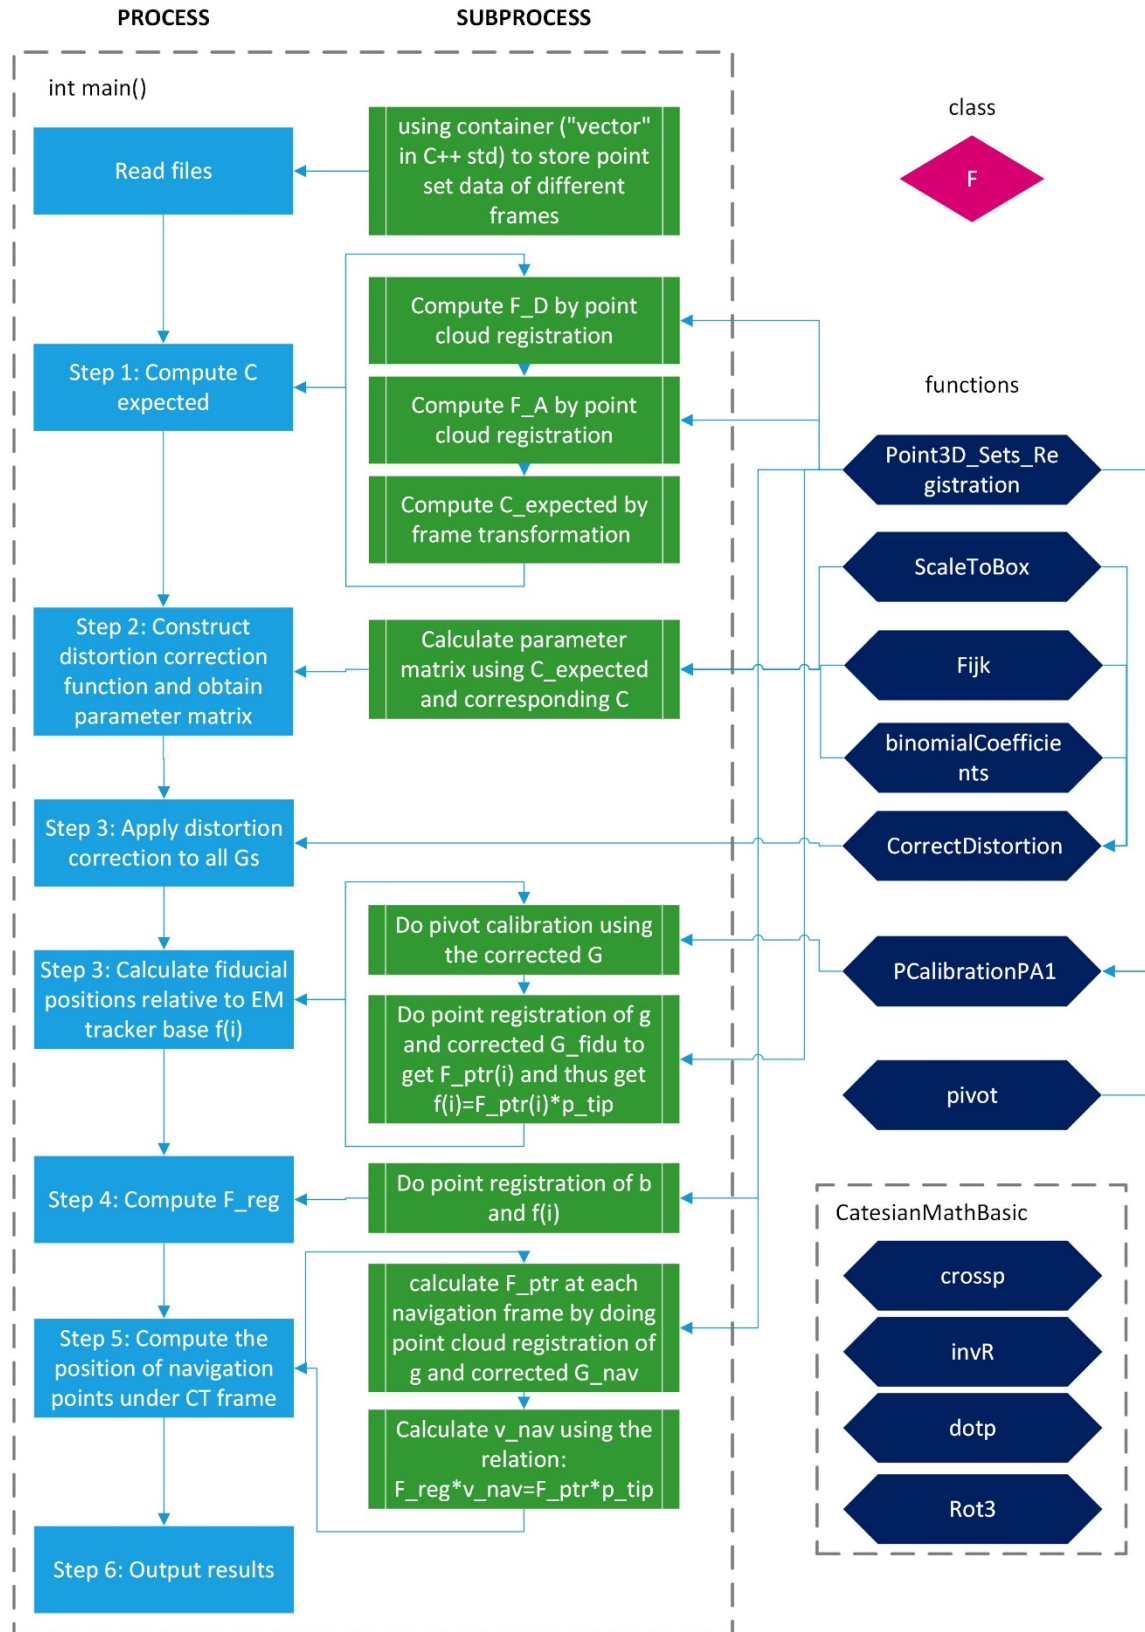 PROCESS
SUBPROCESS
int main()
Read files
using container ("vector"
in C++ std) to store point
set data of different
frames
Compute F_D by point
cloud registration
Step 1: Compute C
expected
Compute F_A by point
cloud registration
Compute C_expected by
frame transformation
Step 2: Construct
distortion correction
function and obtain
parameter matrix
Calculate parameter
matrix using C_expected
and corresponding C
Step 3: Apply distortion
correction to all Gs
Do pivot calibration using
the corrected G
Step 3: Calculate fiducial
positions relative to EM
tracker base f(i)
Do point registration of g
and corrected G_fidu to
get F_ptr(i) and thus get
f(i)=F_ptr(i)*p_tip
Step 4: Compute F_reg
Do point registration of b
and f(i)
calculate F_ptr at each
navigation frame by doing
point cloud registration of
g and corrected G_nav
Step 5: Compute the
position of navigation
points under CT frame
Calculate v_nav using the
relation:
F_reg*v_nav=F_ptr*p_tip
Step 6: Output results
class
F
functions
Point3D_Sets_Re
gistration
ScaleToBox
Fijk
binomialCoefficie
nts
CorrectDistortion
PCalibrationPA1
pivot
CatesianMathBasic
crossp
invR
dotp
Rot3